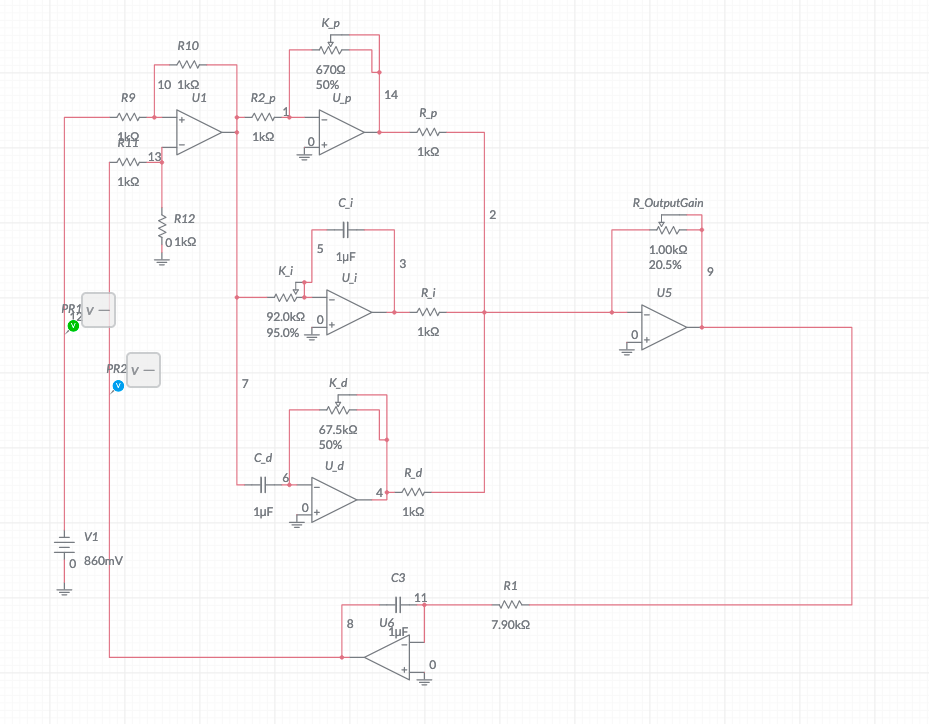 K_p
R10
670Ω
50%
10 1kΩ
R9
U1
R2_p
1
U_p
14
R_p
+
−
−
+
1kΩ
R11
13
1kΩ
0
1kΩ
1kΩ
R12
0 1kΩ
C_i
R_OutputGain
2
5
1µF
3
1.00kΩ
20.5%
9
K_i
U_i
R_i
U5
−
+
−
+
92.0kΩ
95.0%
0
1kΩ
0
PR1
12
V
V
PR2
V
V
7
K_d
67.5kΩ
50%
C_d
6
U_d
4
R_d
−
+
1µF
0
1kΩ
V1
0 860mV
C3
11
R1
8
U6
1µF
7.90kΩ
−
+
0